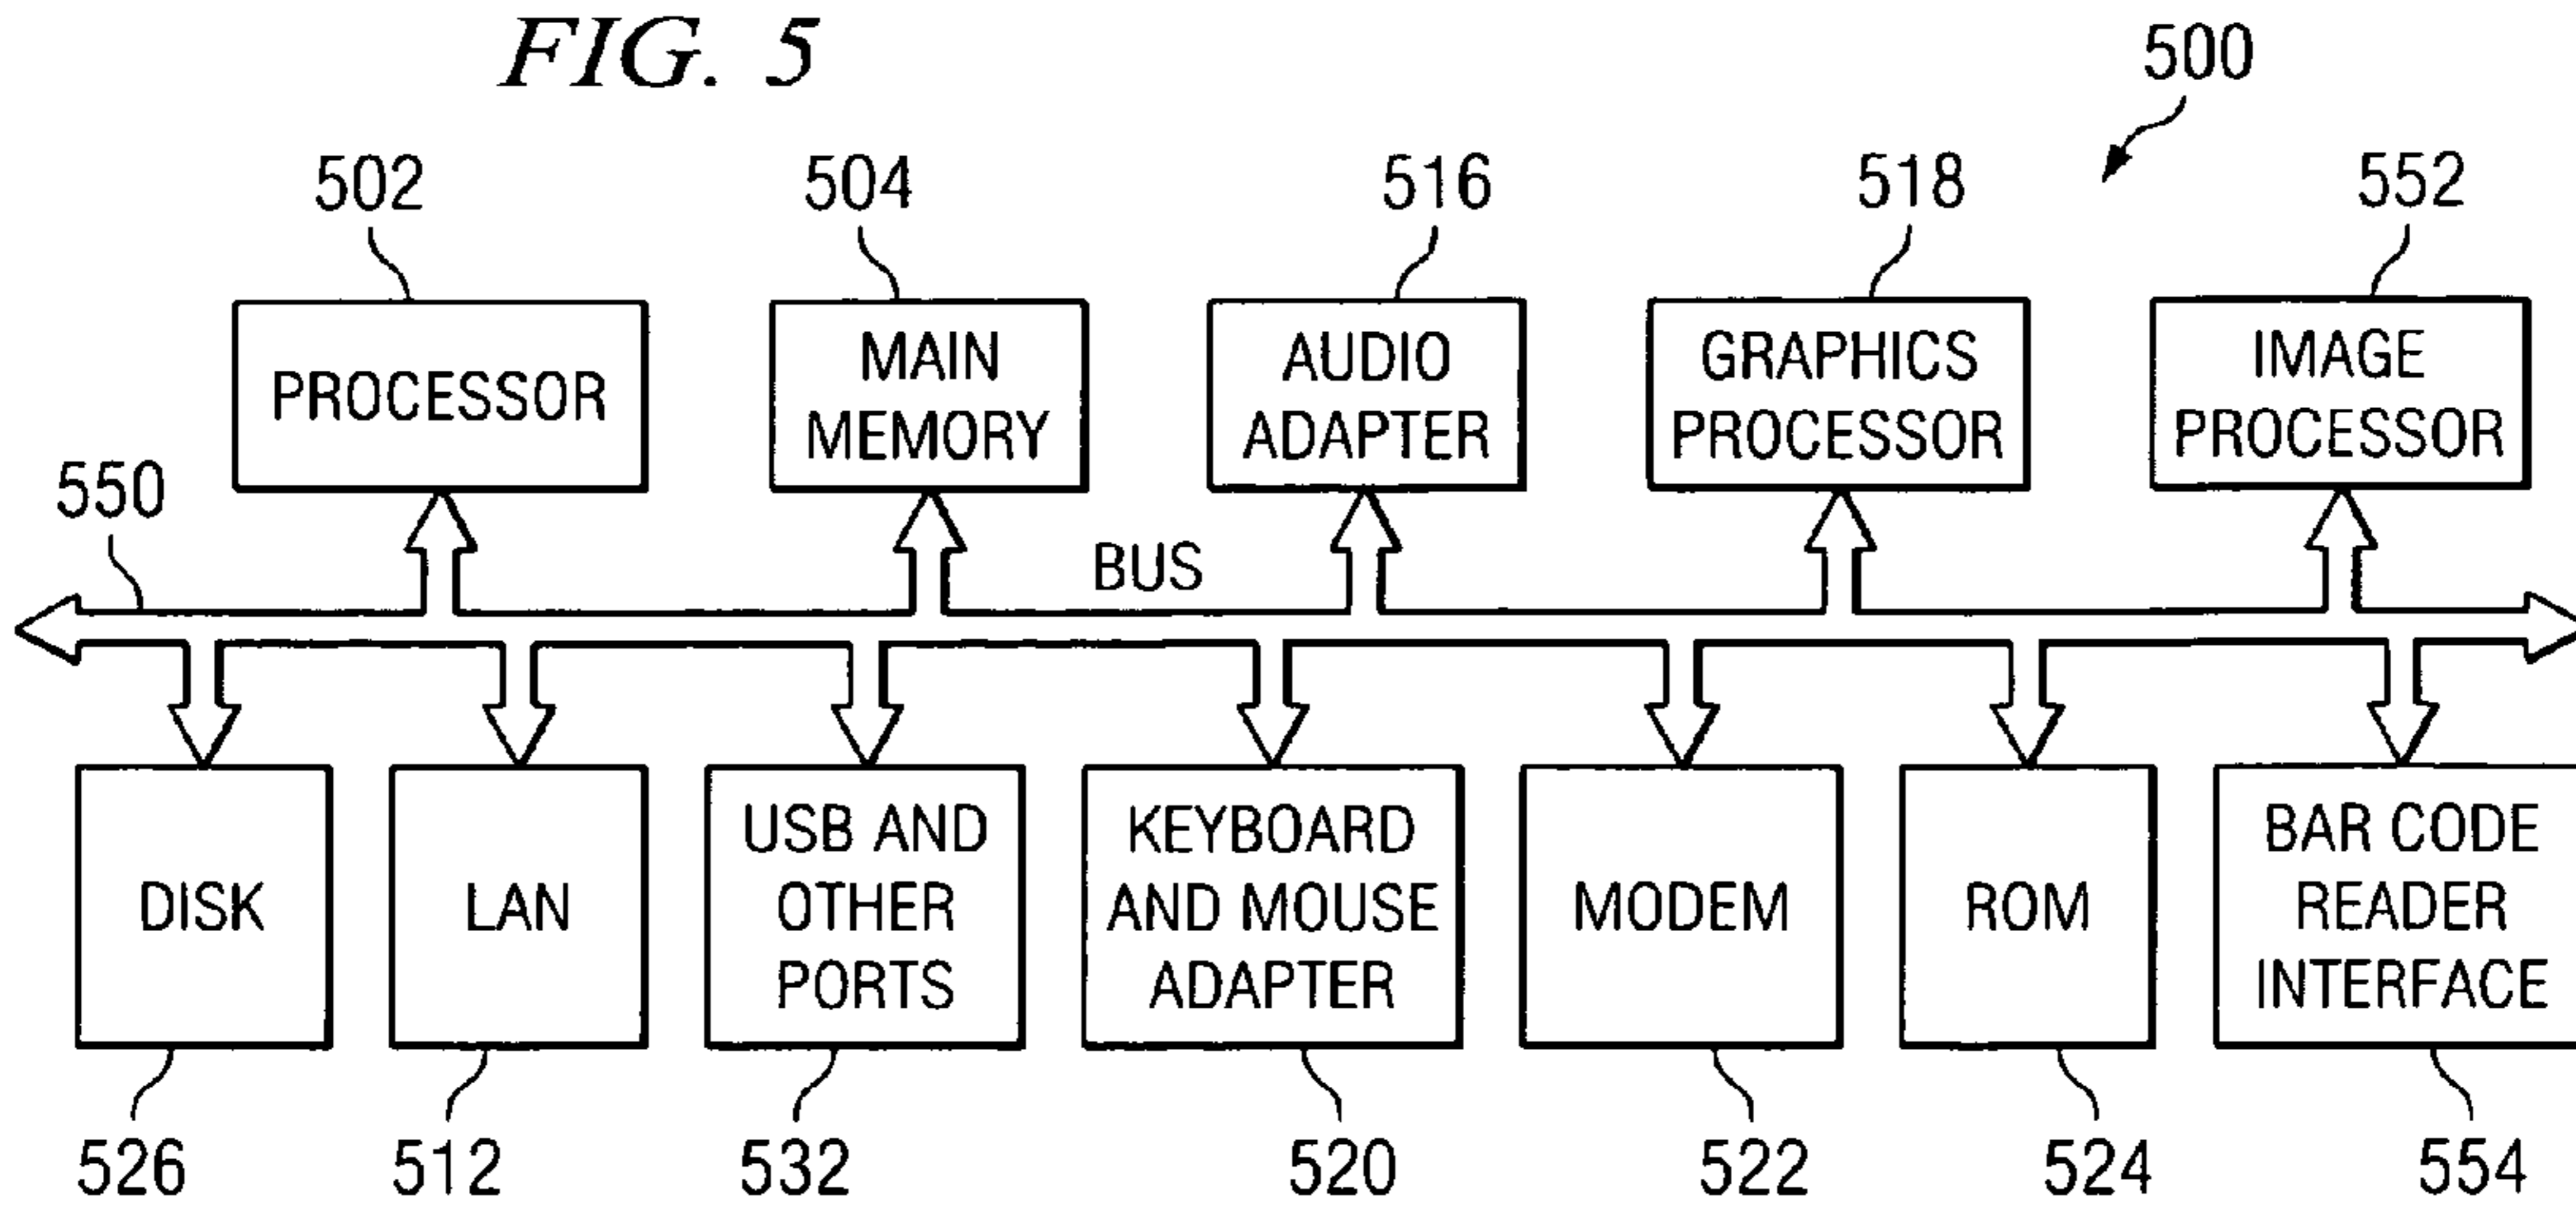 FIG. 5
500
502
504
516
518
552
PROCESSOR
MAIN
MEMORY
AUDIO
ADAPTER
GRAPHICS
PROCESSOR
IMAGE
PROCESSOR
550
BUS
DISK
LAN
USB AND
OTHER
PORTS
KEYBOARD
AND MOUSE
ADAPTER
MODEM
ROM
BAR CODE
READER
INTERFACE
526
512
532
520
522
524
554